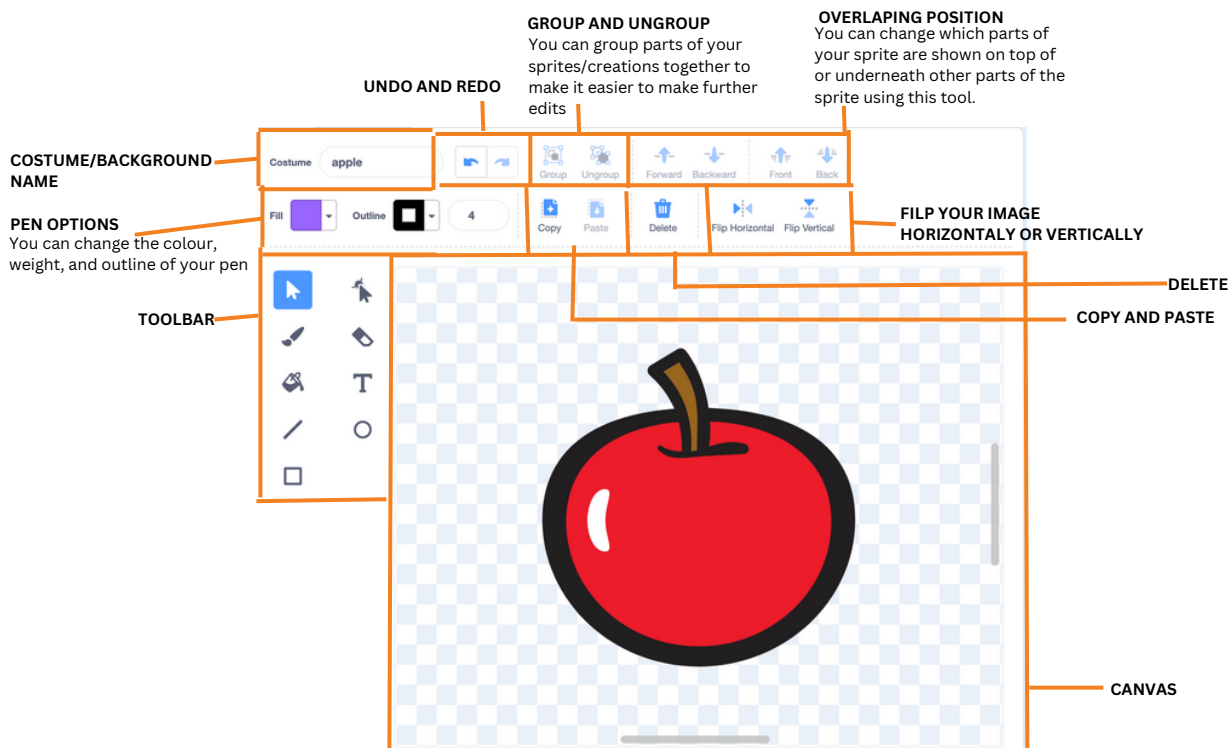 GROUP AND UNGROUP
You can group parts of your
sprites/creations together to
make it easier to make further
edits
OVERLAPING POSITION
You can change which parts of
your sprite are shown on top of
or underneath other parts of the
sprite using this tool.
UNDO AND REDO
COSTUME/BACKGROUND
NAME
Costume apple
Group Ungroup Forward Backward Front Back
PEN OPTIONS
You can change the colour,
weight, and outline of your pen
Fill Outline 4
Copy Paste Delete Flip Horizontal Flip Vertical
FILP YOUR IMAGE
HORIZONTALY OR VERTICALLY
DELETE
COPY AND PASTE
TOOLBAR
T
CANVAS